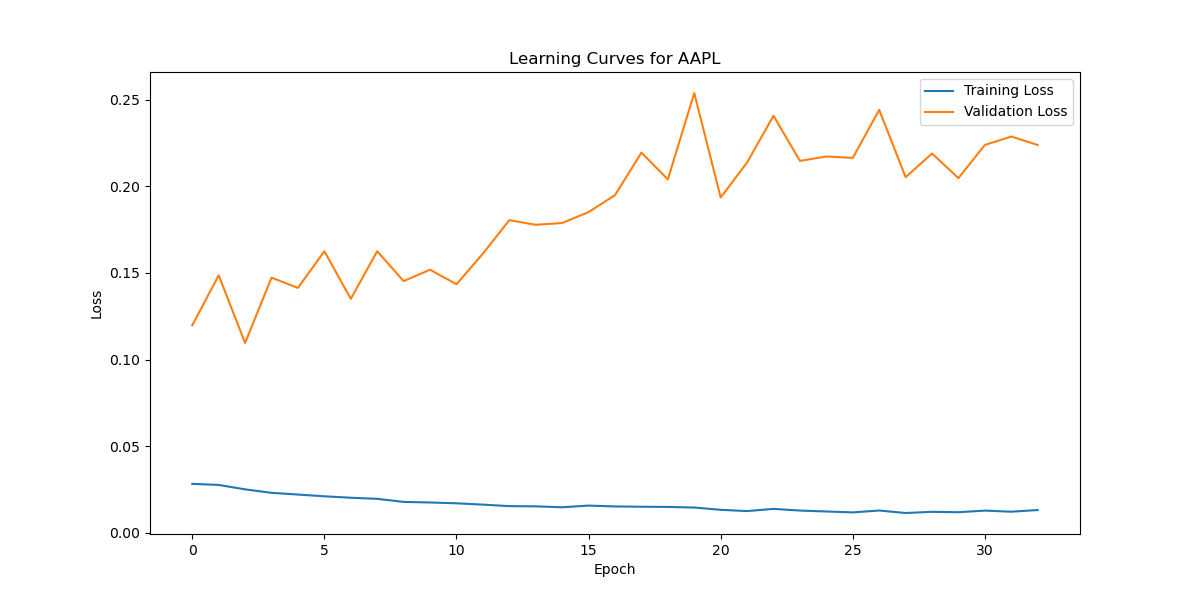 Learning Curves for AAPL
Training Loss
Validation Loss
0.25
0.20
0.15
0.10
0.05
0.00
Loss
0 5 10 15 20 25 30
Epoch